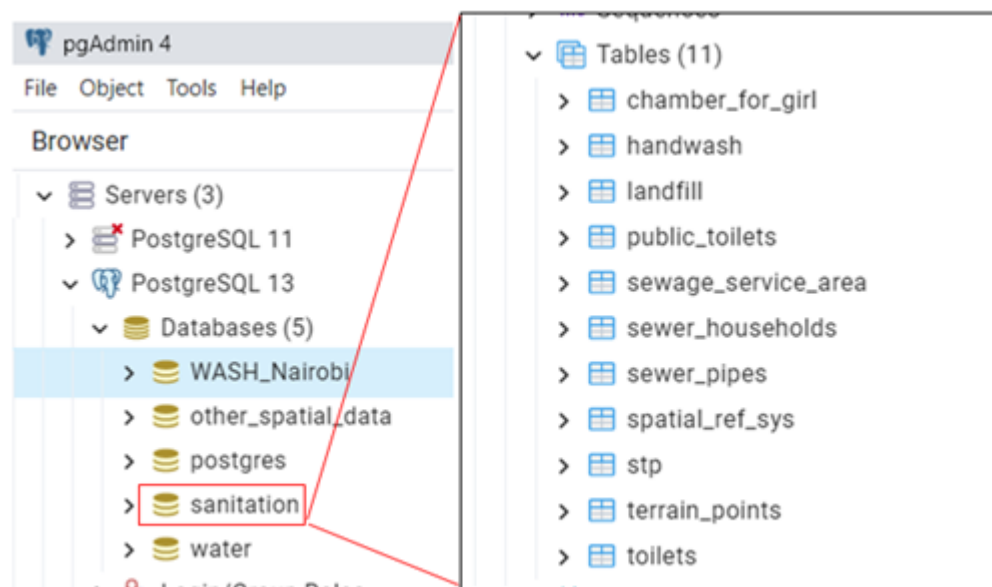 pgAdmin 4
File Object Tools Help
Browser
Servers (3)
PostgreSQL 11
PostgreSQL 13
Databases (5)
WASH_Nairobi
other_spatial_data
postgres
sanitation
water
Tables (11)
chamber_for_girl
handwash
landfill
public_toilets
sewage_service_area
sewer_households
sewer_pipes
spatial_ref_sys
stp
terrain_points
toilets